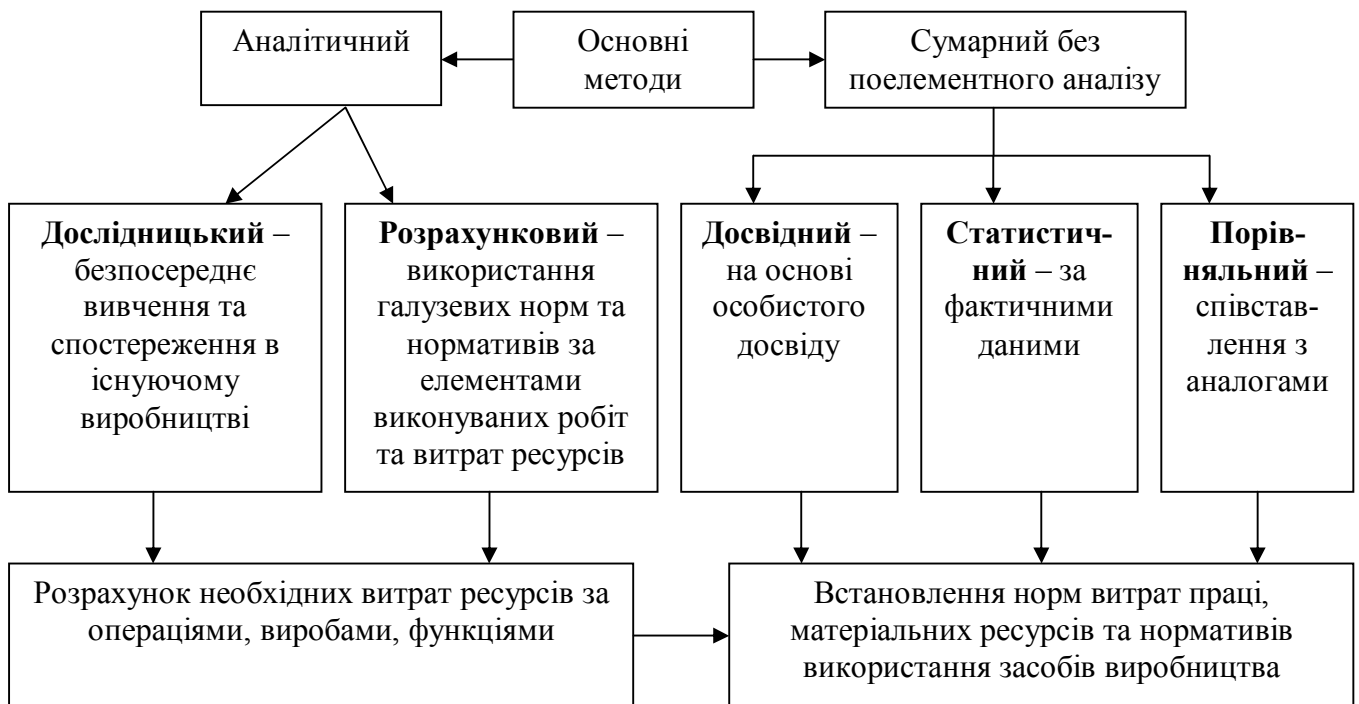 Аналітичний
Основні
методи
Сумарний без
поелементного аналізу
Дослідницький –
безпосереднє
вивчення та
спостереження в
існуючому
виробництві
Розрахунковий –
використання
галузевих норм та
нормативів за
елементами
виконуваних робіт
та витрат ресурсів
Досвідний –
на основі
особистого
досвіду
Статистич-
ний – за
фактичними
даними
Порів-
няльний –
співстав-
лення з
аналогами
Розрахунок необхідних витрат ресурсів за
операціями, виробами, функціями
Встановлення норм витрат праці,
матеріальних ресурсів та нормативів
використання засобів виробництва